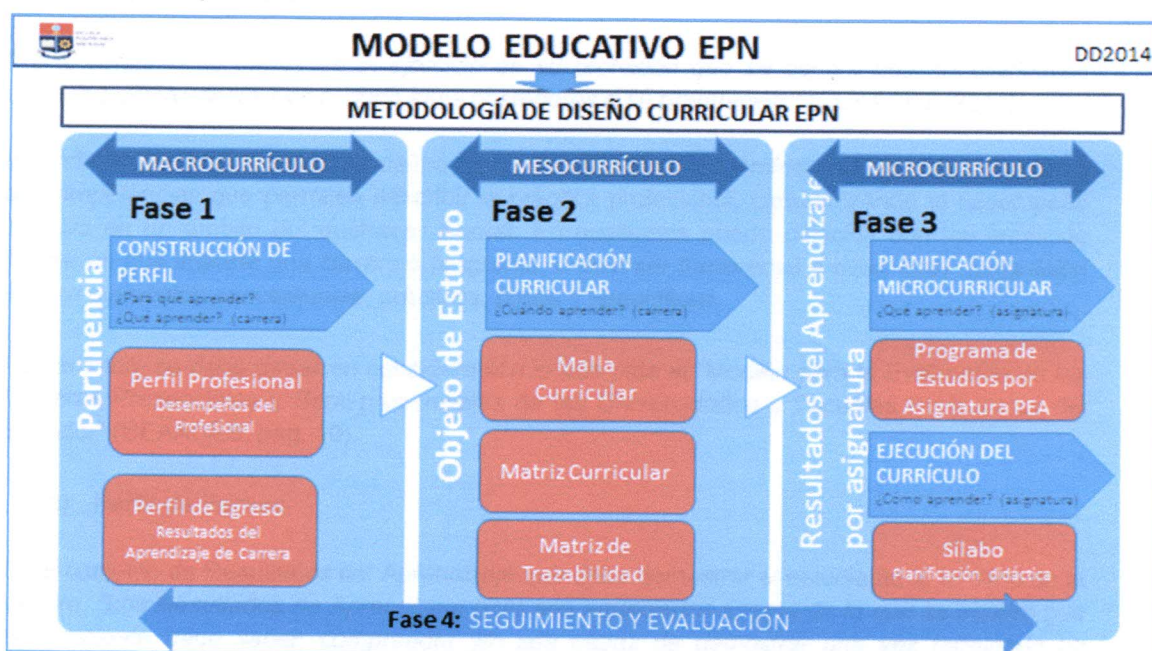 MODELO EDUCATIVO EPN
DD2014
METODOLOGÍA DE DISEÑO CURRICULAR EPN
MACROCURRÍCULO
Fase 1
Pertinencia
CONSTRUCCIÓN DE
PERFIL
¿Para qué aprender?
¿Qué aprender? (carrera)
Perfil Profesional
Desempeños del
Profesional
Perfil de Egreso
Resultados del
Aprendizaje de Carrera
MESOCURRÍCULO
Fase 2
Objeto de Estudio
PLANIFICACIÓN
CURRICULAR
¿Cuándo aprender? (carrera)
Malla
Curricular
Matriz Curricular
Matriz de
Trazabilidad
MICROCURRÍCULO
Fase 3
Resultados del Aprendizaje
por asignatura
PLANIFICACIÓN
MICROCURRICULAR
¿Qué aprender? (asignatura)
Programa de
Estudios por
Asignatura PEA
EJECUCIÓN DEL
CURRÍCULO
¿Cómo aprender? (asignatura)
Sílabo
Planificación didáctica
Fase 4: SEGUIMIENTO Y EVALUACIÓN